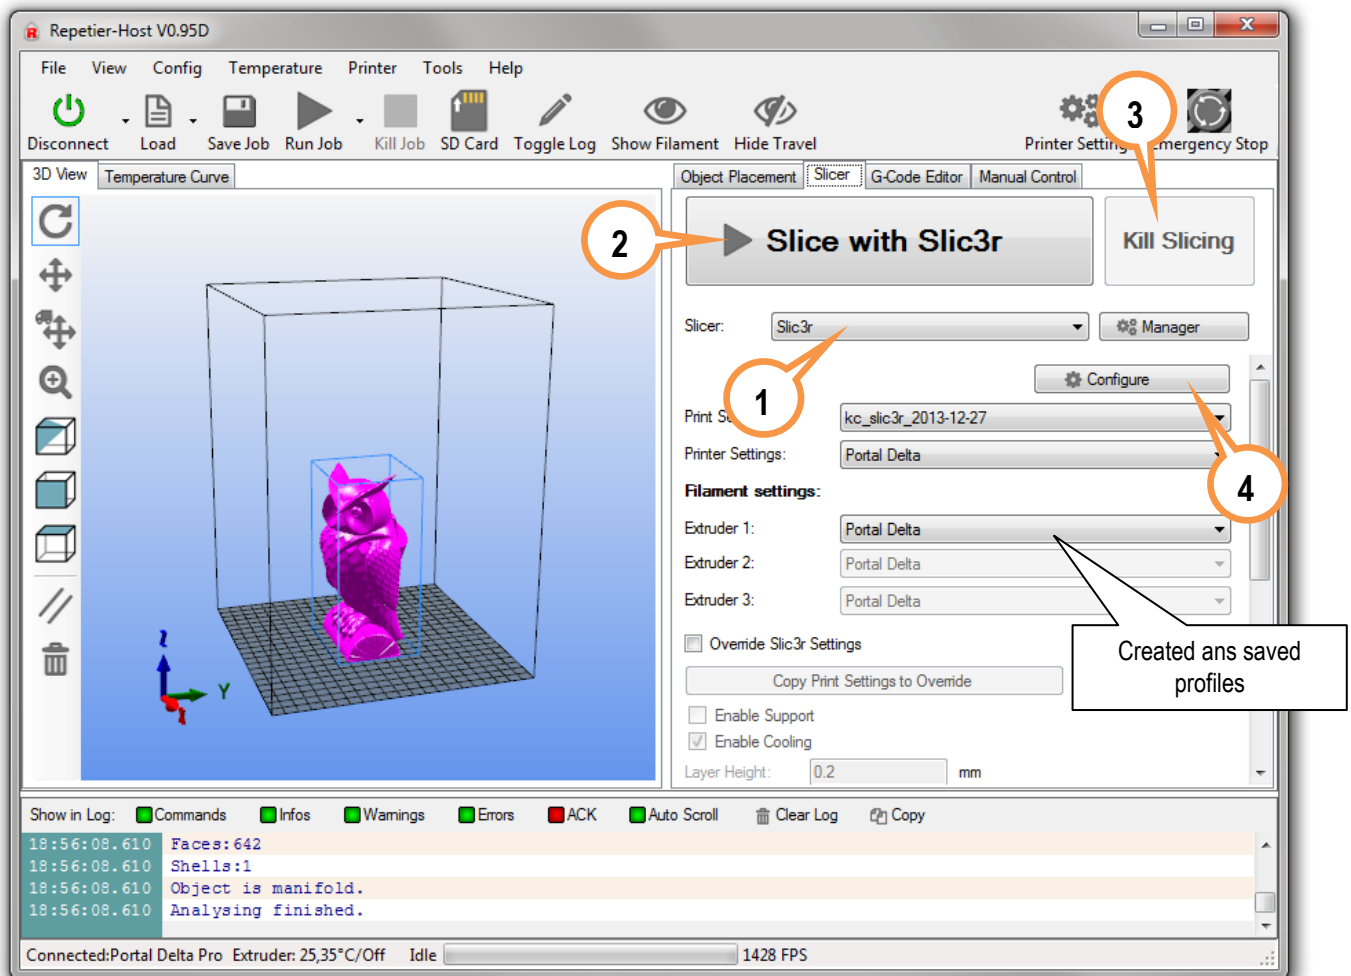 Repetier-Host V0.95D
File View Config Temperature Printer Tools Help
Disconnect Load Save Job Run Job Kill Job SD Card Toggle Log Show Filament Hide Travel Printer Setting Emergency Stop
3
3D View Temperature Curve
Object Placement Slicer G-Code Editor Manual Control
2
Slice with Slic3r
Kill Slicing
Slicer: Slic3r Manager
1
Configure
Print S kc_slic3r_2013-12-27
Printer Settings: Portal Delta
4
Filament settings:
Extruder 1: Portal Delta
Extruder 2: Portal Delta
Extruder 3: Portal Delta
Override Slic3r Settings
Copy Print Settings to Override
Enable Support
Enable Cooling
Layer Height: 0.2 mm
Created ans saved
profiles
Z
Y
Show in Log: Commands Infos Warnings Errors ACK Auto Scroll Clear Log Copy
18:56:08.610 Faces:642
18:56:08.610 Shells:1
18:56:08.610 Object is manifold.
18:56:08.610 Analysing finished.
Connected:Portal Delta Pro Extruder: 25,35°C/Off Idle 1428 FPS